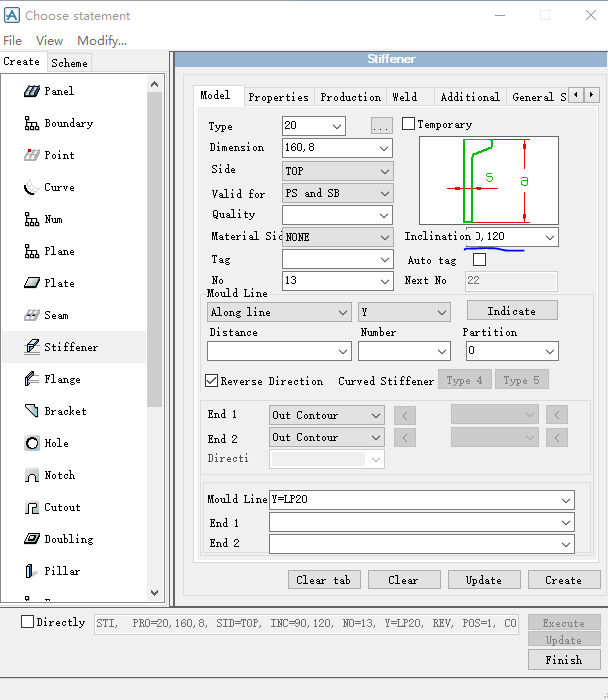 Choose statement
File View Modify...
Create Scheme
Panel
Boundary
Point
Curve
Num
Plane
Plate
Seam
Stiffener
Flange
Bracket
Hole
Notch
Cutout
Doubling
Pillar
Stiffener
Model Properties Production Weld Additional General S
Type 20 ... Temporary
Dimension 160,8
Side TOP
Valid for PS and SB
Quality
s a
Material Sid NONE Inclination 0,120
Tag Auto tag
No 13 Next No 22
Mould Line
Along line Y Indicate
Distance Number Partition
0
Reverse Direction Curved Stiffener Type 4 Type 5
End 1 Out Contour < <
End 2 Out Contour < <
Directi
Mould Line Y=LP20
End 1
End 2
Clear tab Clear Update Create
Directly STI, PRO=20,160,8, SID=TOP, INC=90,120, NO=13, Y=LP20, REV, POS=1, CO
Execute
Update
Finish